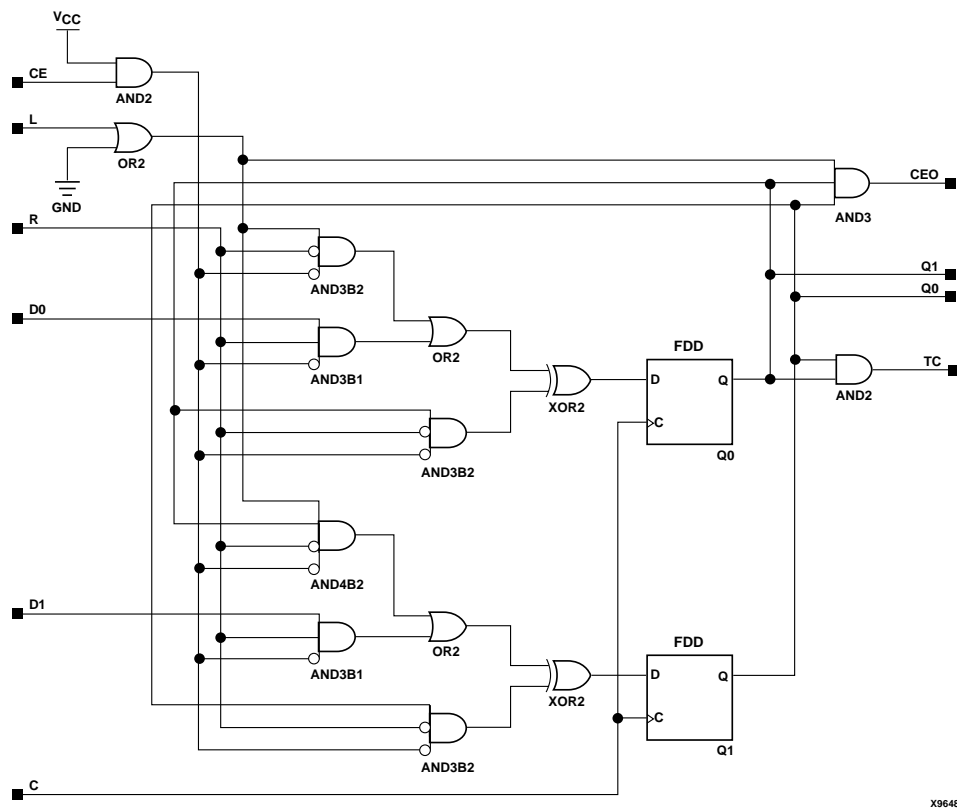 VCC
CE
AND2
L
OR2
GND
CEO
AND3
R
AND3B2
Q1
Q0
D0
AND3B1
OR2
FDD
D
Q
C
Q0
XOR2
TC
AND2
AND3B2
AND4B2
D1
AND3B1
OR2
FDD
D
Q
C
Q1
XOR2
AND3B2
C
X9648